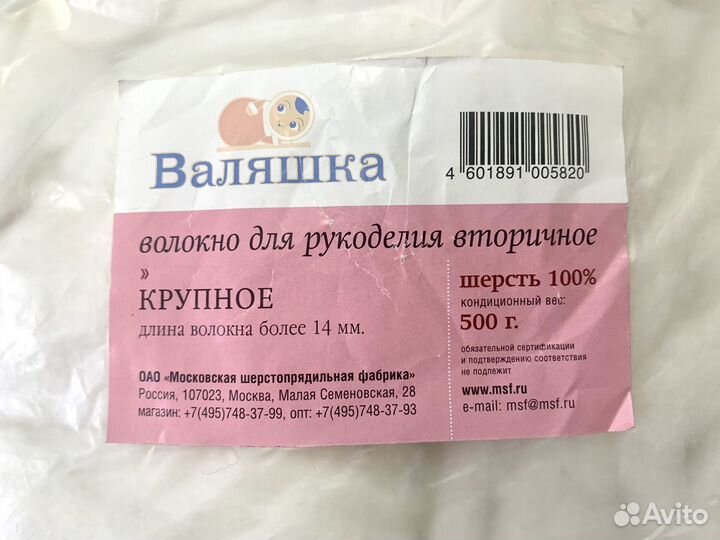 Валяшка
4 601891 005820
волокно для рукоделия вторичное
»
КРУПНОЕ
длина волокна более 14 мм.
ОАО «Московская шерстопрядильная фабрика»
Россия, 107023, Москва, Малая Семеновская, 28
магазин: +7(495)748-37-99, опт: +7(495)748-37-93
шерсть 100%
кондиционный вес:
500 г.
обязательной сертификации
и подтверждению соответствия
не подлежит
www.msf.ru
e-mail: msf@msf.ru
Avito